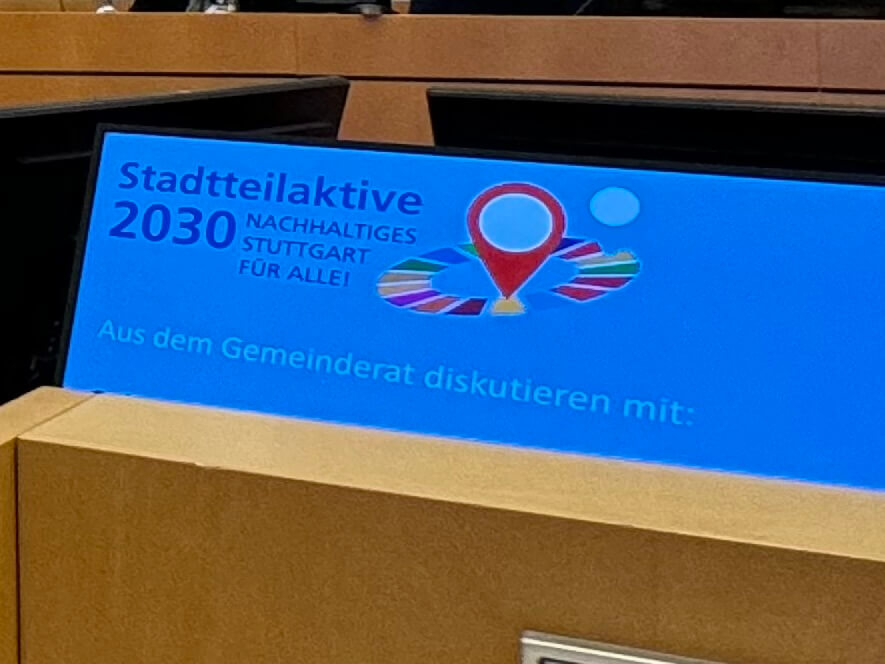 Stadtteilaktive
2030 NACHHALTIGES
STUTTGART
FÜR ALLE!
Aus dem Gemeinderat diskutieren mit: